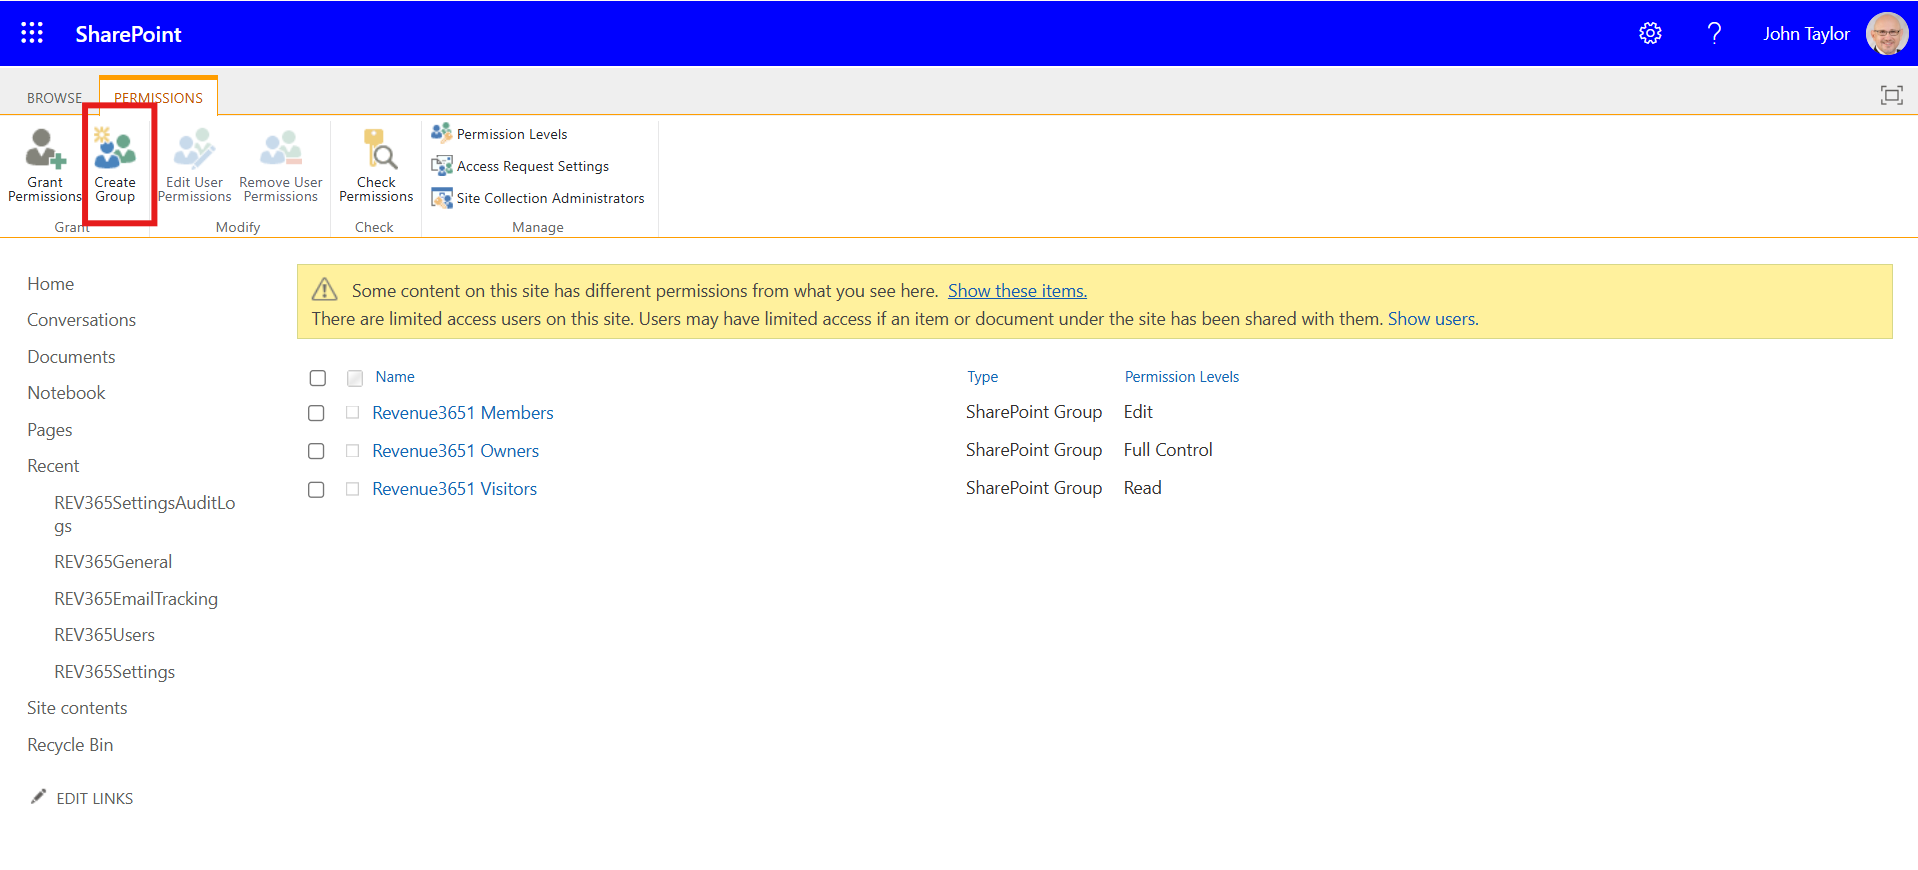 SharePoint
?
John Taylor
BROWSE
PERMISSIONS
Grant
Permissions
Create
Group
Grant
Edit User
Permissions
Remove User
Permissions
Modify
Check
Permissions
Check
Permission Levels
Access Request Settings
Site Collection Administrators
Manage
Home
Conversations
Documents
Notebook
Pages
Recent
REV365SettingsAuditLo
gs
REV365General
REV365EmailTracking
REV365Users
REV365Settings
Site contents
Recycle Bin
EDIT LINKS
Some content on this site has different permissions from what you see here. Show these items.
There are limited access users on this site. Users may have limited access if an item or document under the site has been shared with them. Show users.
Name Type Permission Levels
Revenue3651 Members SharePoint Group Edit
Revenue3651 Owners SharePoint Group Full Control
Revenue3651 Visitors SharePoint Group Read